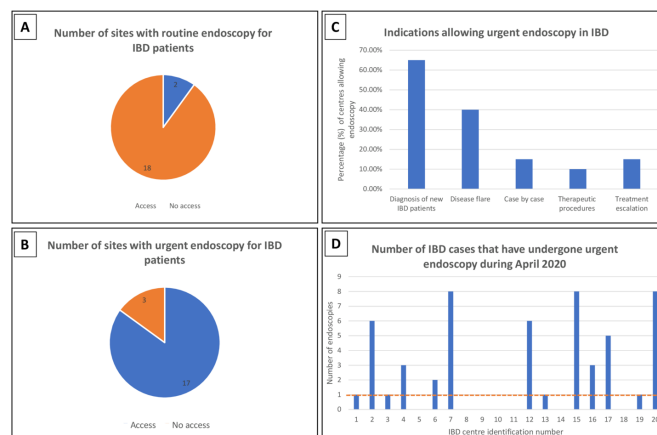 A
Number of sites with routine endoscopy for
IBD patients
2
18
Access No access
B
Number of sites with urgent endoscopy for IBD
patients
3
17
Access No access
C
Indications allowing urgent endoscopy in IBD
Percentage (%) of centres allowing
endoscopy
70.00%
60.00%
50.00%
40.00%
30.00%
20.00%
10.00%
0.00%
Diagnosis of new
IBD patients
Disease flare
Case by case
Therapeutic
procedures
Treatment
escalation
D
Number of IBD cases that have undergone urgent
endoscopy during April 2020
Number of endoscopies
9
8
7
6
5
4
3
2
1
0
1 2 3 4 5 6 7 8 9 10 11 12 13 14 15 16 17 18 19 20
IBD centre identification number